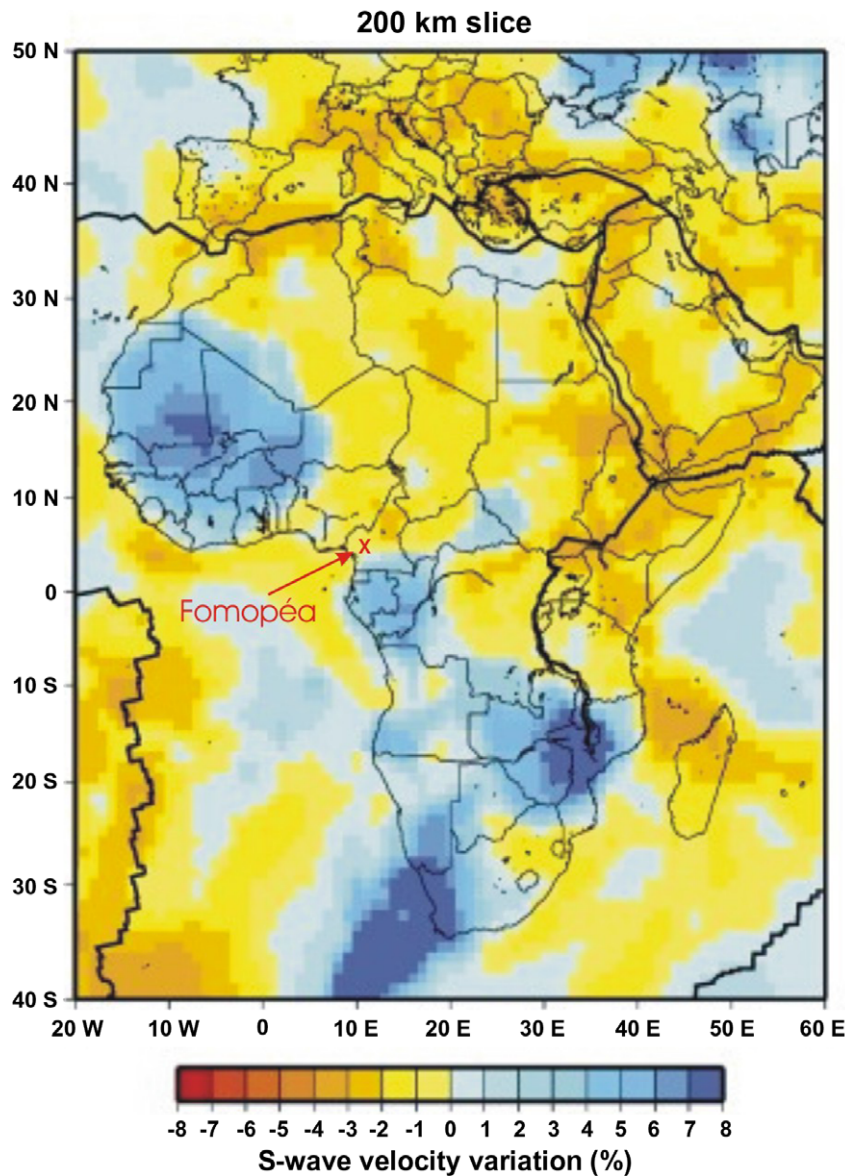 200 km slice
50 N
40 N
30 N
20 N
10 N
0
10 S
20 S
30 S
40 S
x
Fomopéa
20 W 10 W 0 10 E 20 E 30 E 40 E 50 E 60 E
-8 -7 -6 -5 -4 -3 -2 -1 0 1 2 3 4 5 6 7 8
S-wave velocity variation (%)